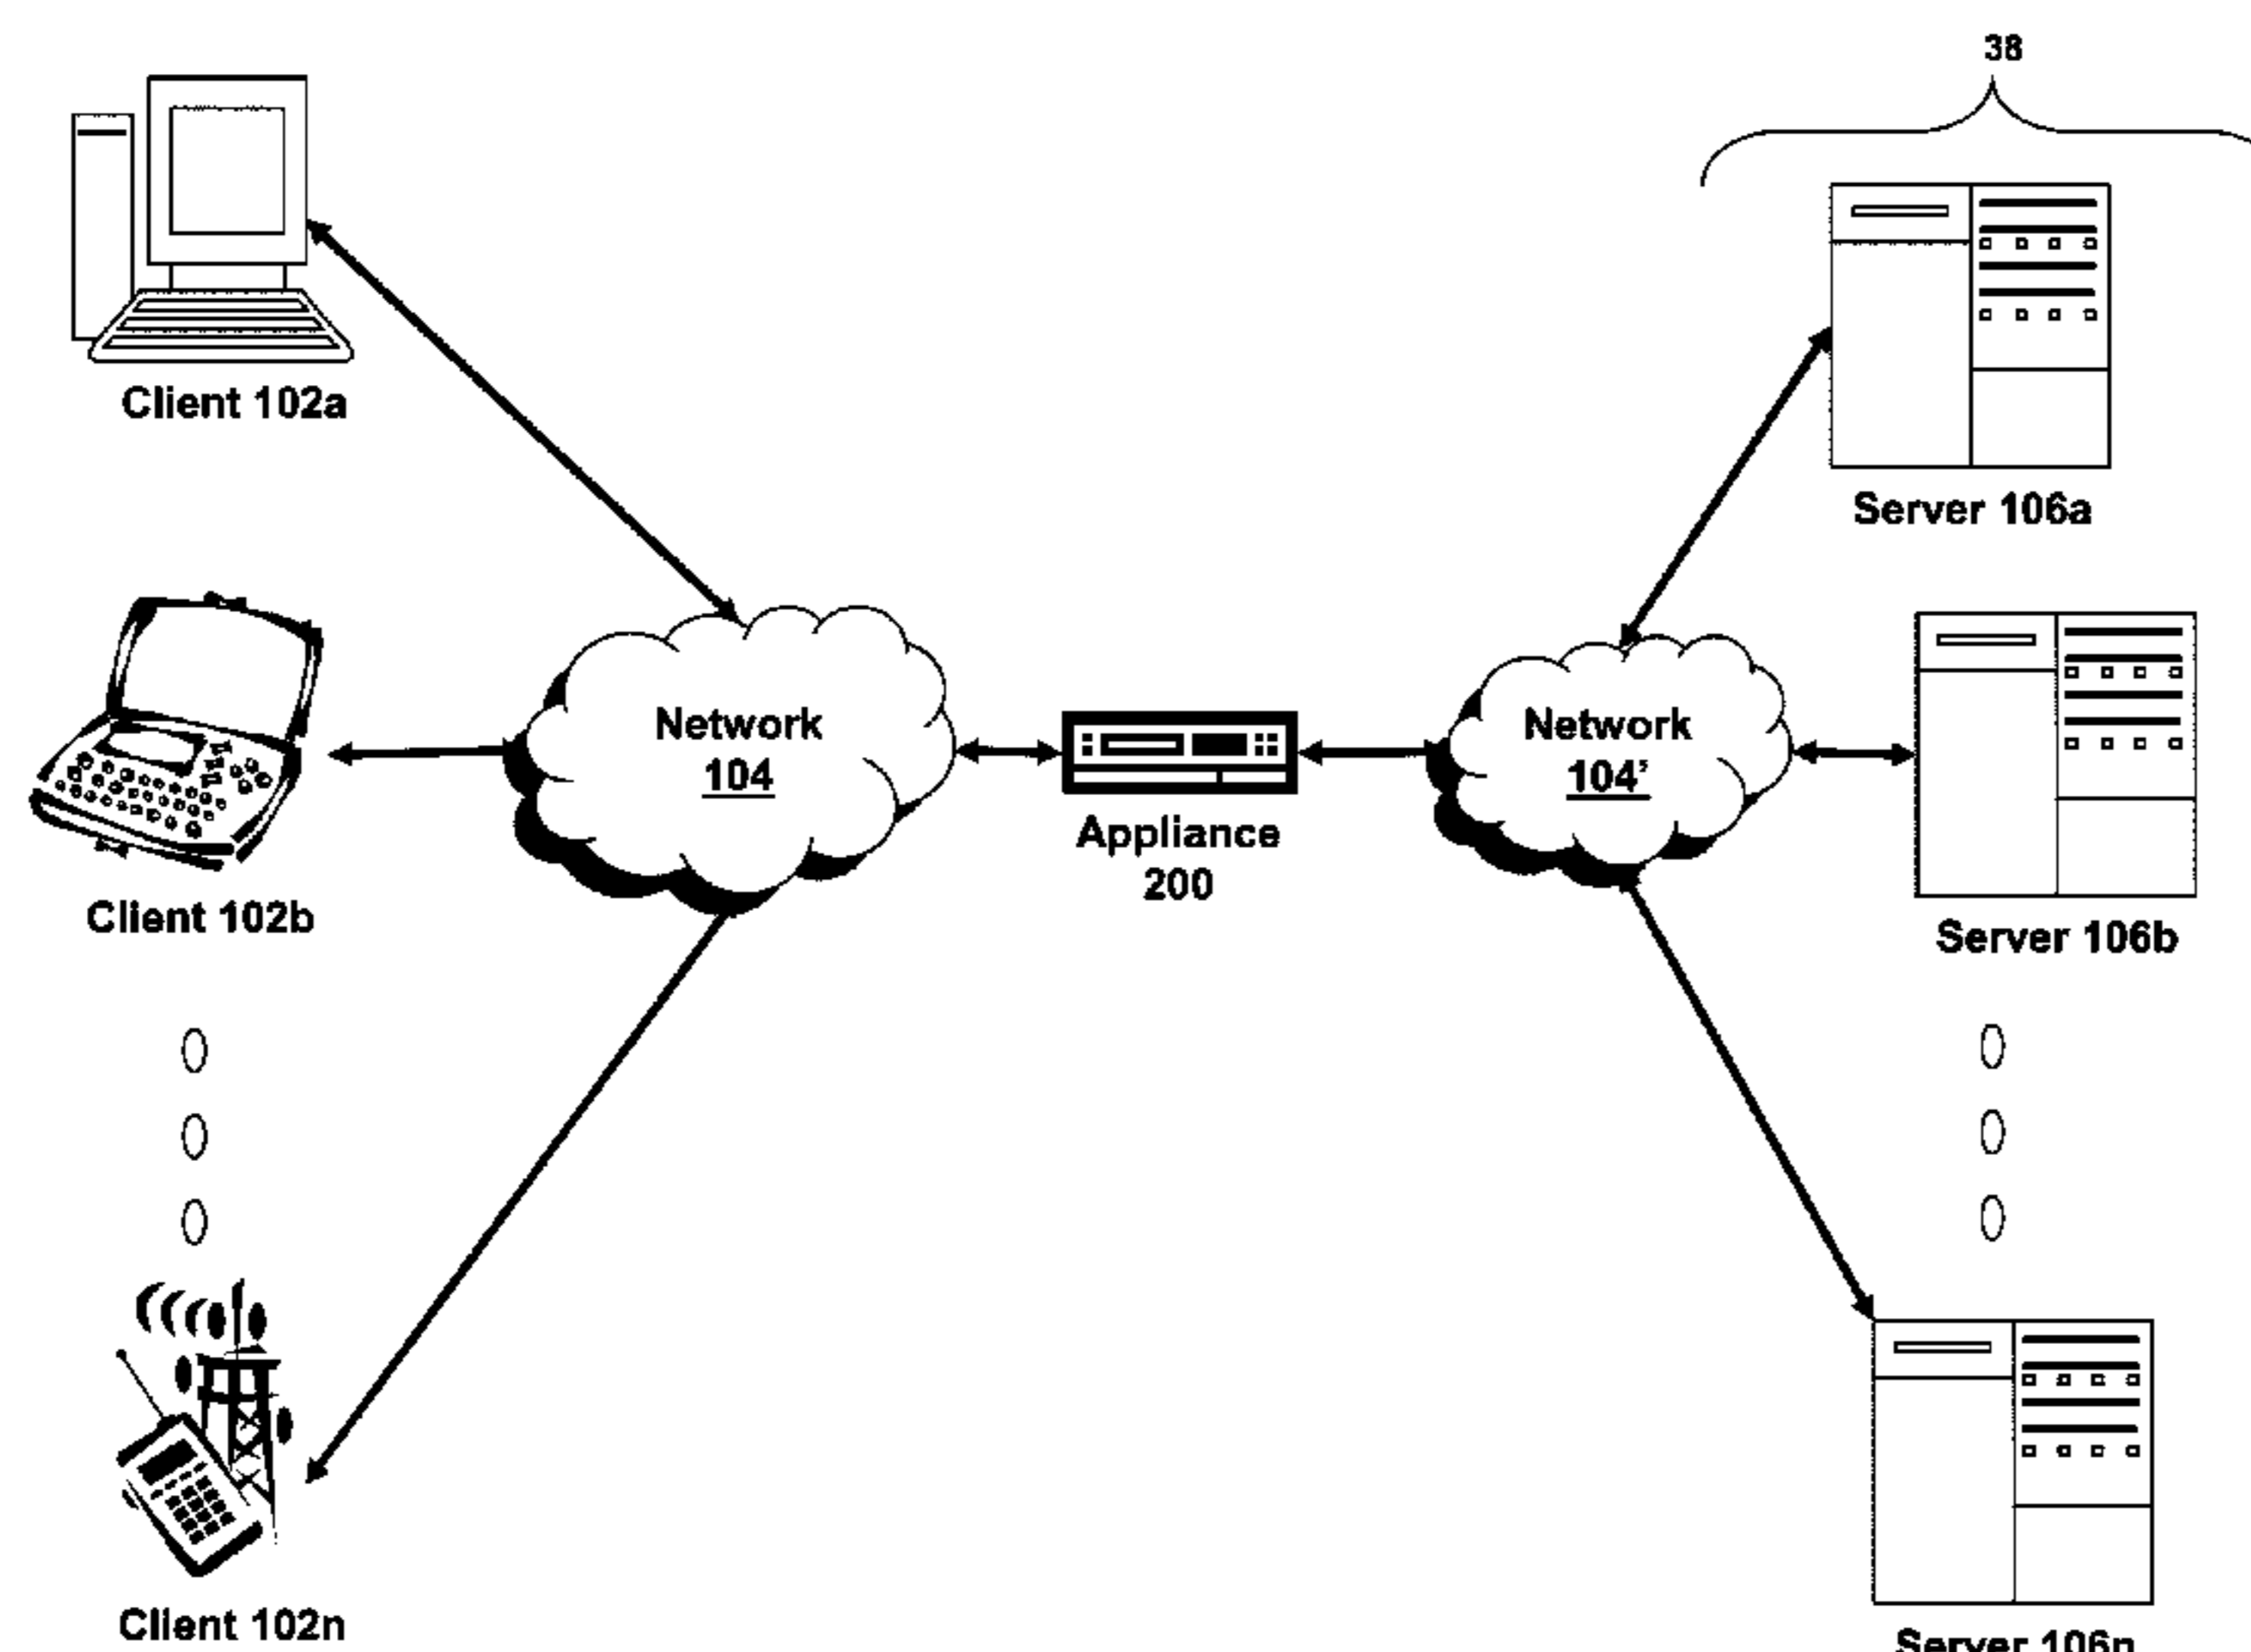 38
Client 102a
Server 106a
Network
104
Network
104’
Appliance
200
Client 102b
Server 106b
Client 102n
Server 106n